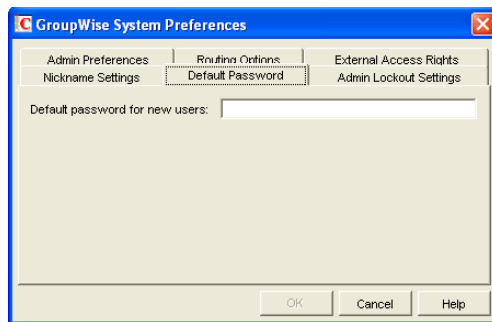 GroupWise System Preferences
Admin Preferences Routing Options External Access Rights
Nickname Settings Default Password Admin Lockout Settings
Default password for new users:
OK Cancel Help